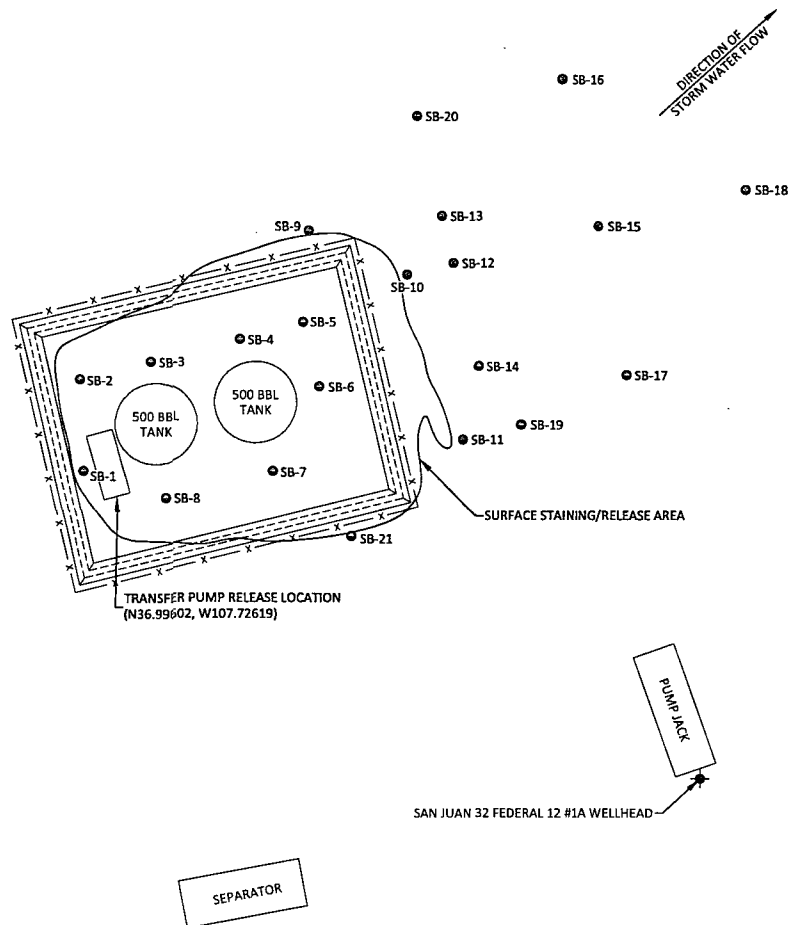 DIRECTION OF
STORM WATER FLOW
SB-16
SB-20
SB-18
SB-13
SB-15
SB-9
SB-12
SB-10
SB-5
SB-4
SB-3
SB-14
SB-2
SB-17
SB-6
500 BBL
TANK
500 BBL
TANK
SB-19
SB-11
SB-1
SB-7
SB-8
SURFACE STAINING/RELEASE AREA
SB-21
TRANSFER PUMP RELEASE LOCATION
(N36.99602, W107.72619)
PUMP JACK
SAN JUAN 32 FEDERAL 12 #1A WELLHEAD
SEPARATOR